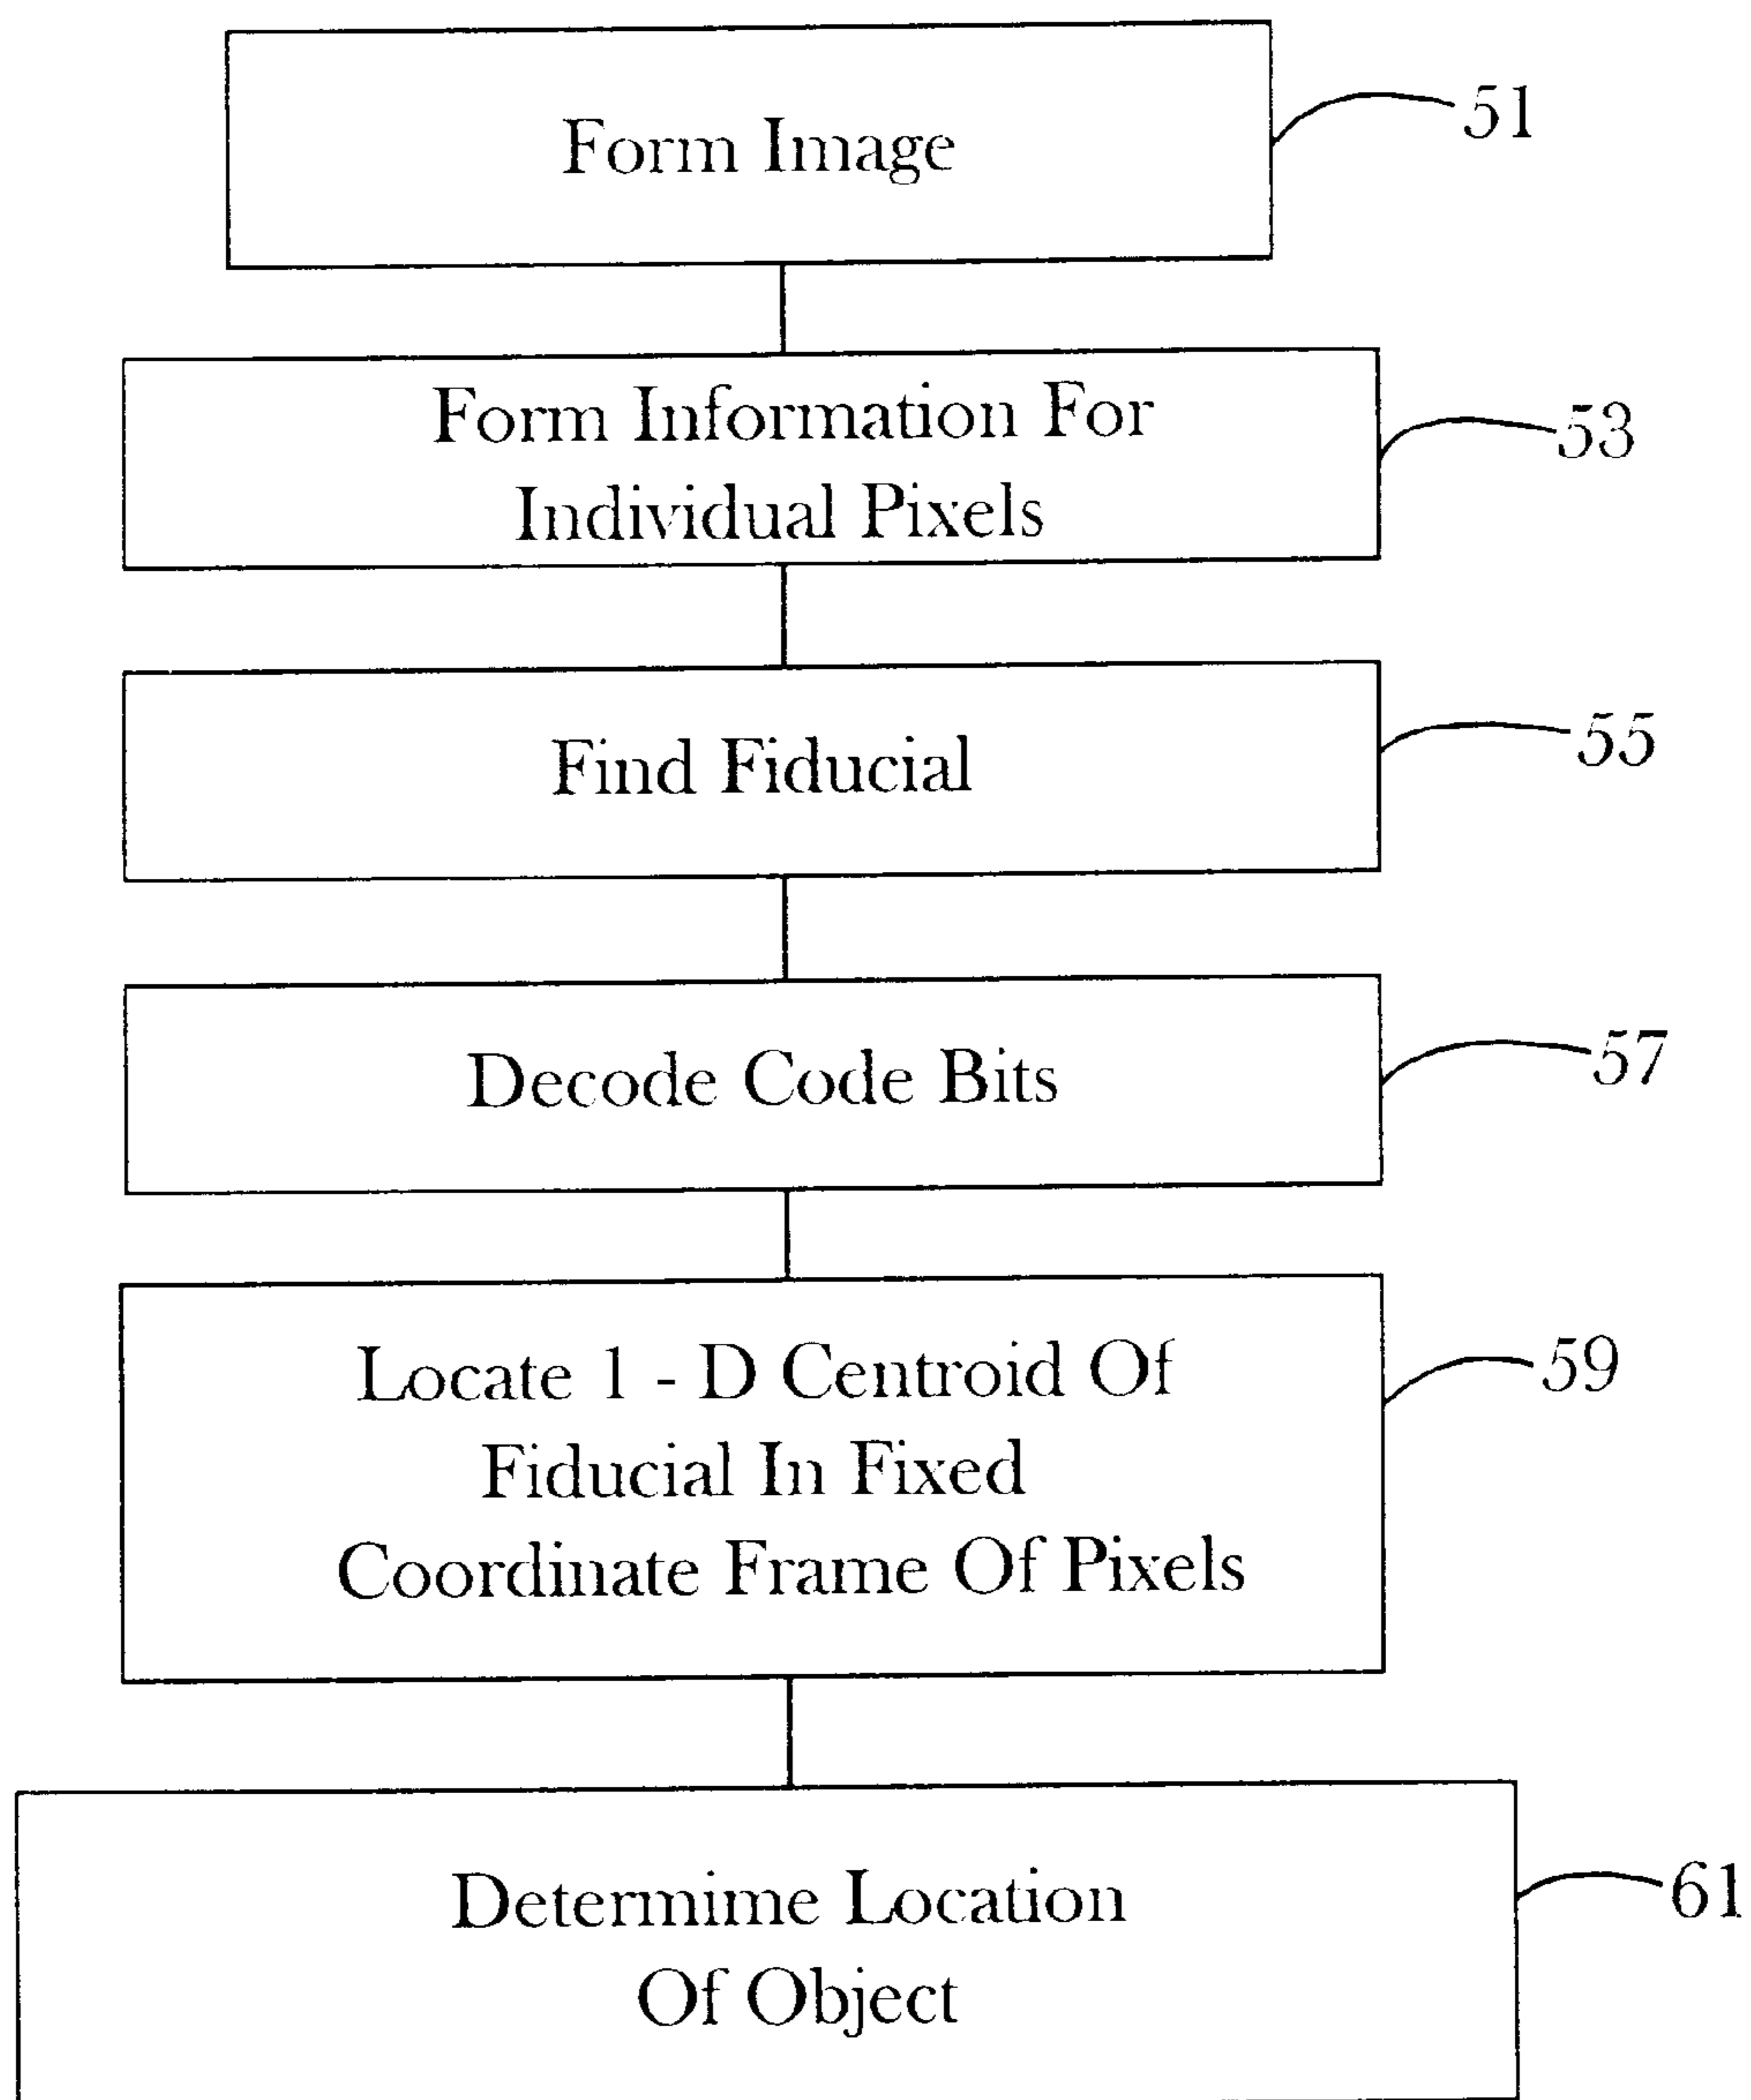 Form Image
51
Form Information For
Individual Pixels
53
Find Fiducial
55
Decode Code Bits
57
Locate 1 - D Centroid Of
Fiducial In Fixed
Coordinate Frame Of Pixels
59
Determime Location
Of Object
61